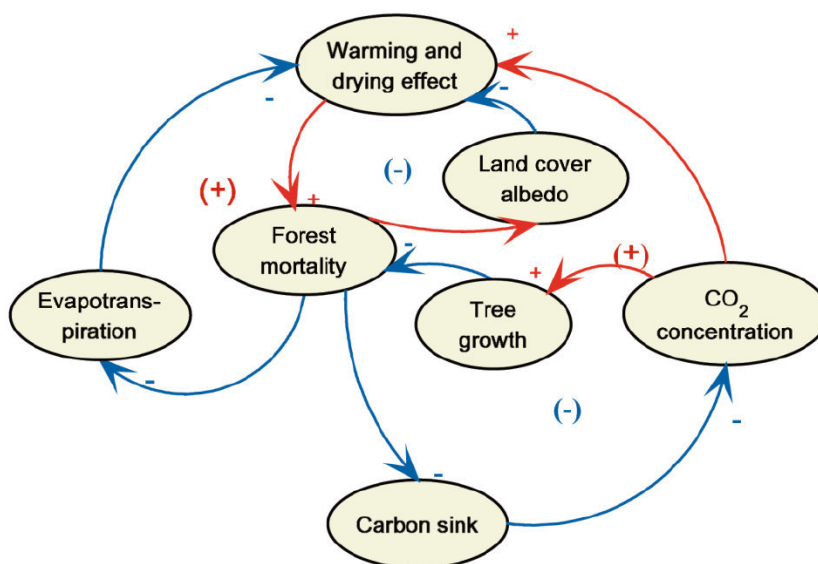 Warming and
drying effect
+
-
-
Land cover
albedo
(-)
(+)
+
Forest
mortality
-
(+)
+
Evapotrans-
piration
Tree
growth
CO₂
concentration
-
(-)
-
-
Carbon sink